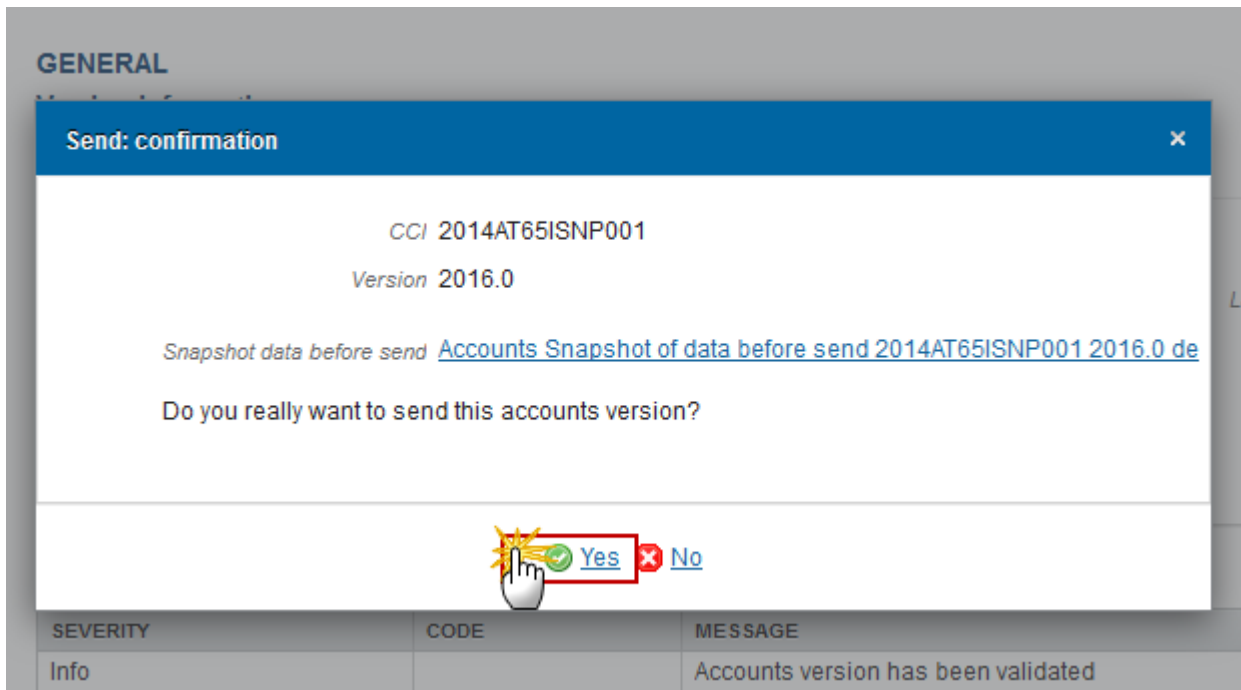 GENERAL
Send: confirmation ×
CCI 2014AT65ISNP001
Version 2016.0
L
Snapshot data before send Accounts Snapshot of data before send 2014AT65ISNP001 2016.0 de
Do you really want to send this accounts version?
Yes No
SEVERITY CODE MESSAGE
Info Accounts version has been validated